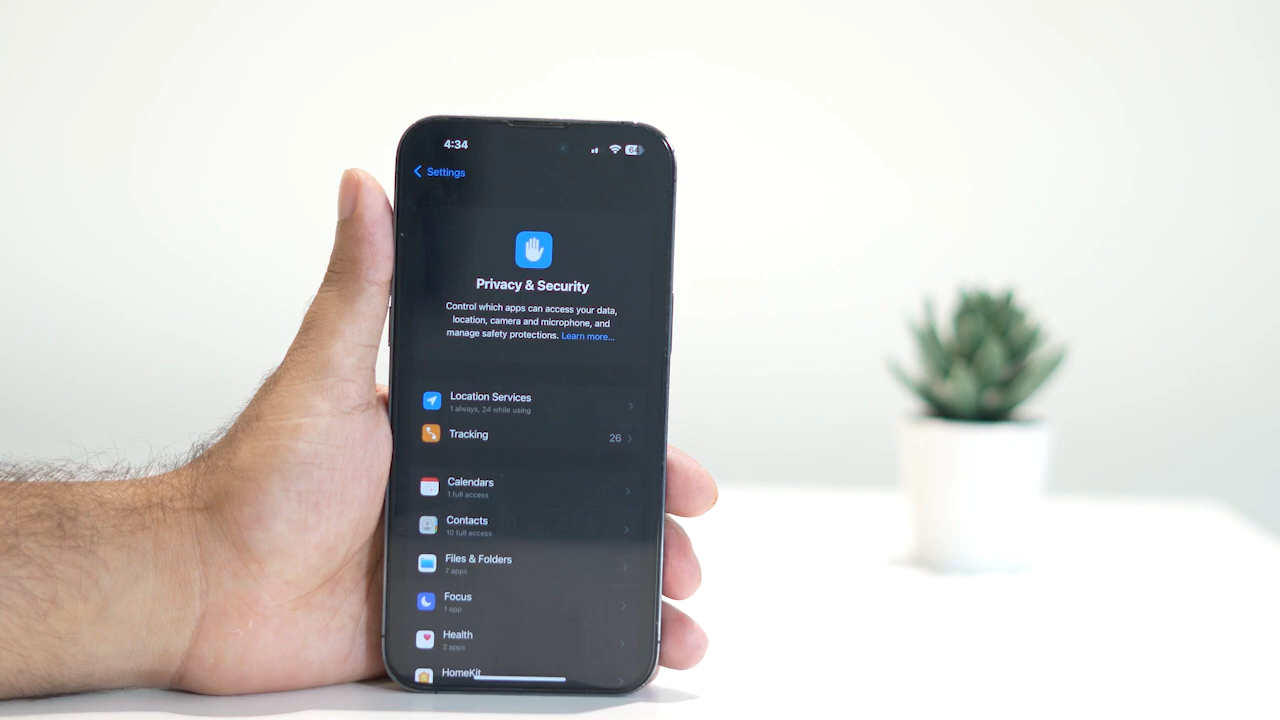 4:34
64
Settings
Privacy & Security
Control which apps can access your data,
location, camera and microphone, and
manage safety protections. Learn more...
Location Services
1 always, 24 while using
Tracking
26
Calendars
1 full access
Contacts
10 full access
Files & Folders
7 apps
Focus
1 app
Health
2 apps
HomeKit